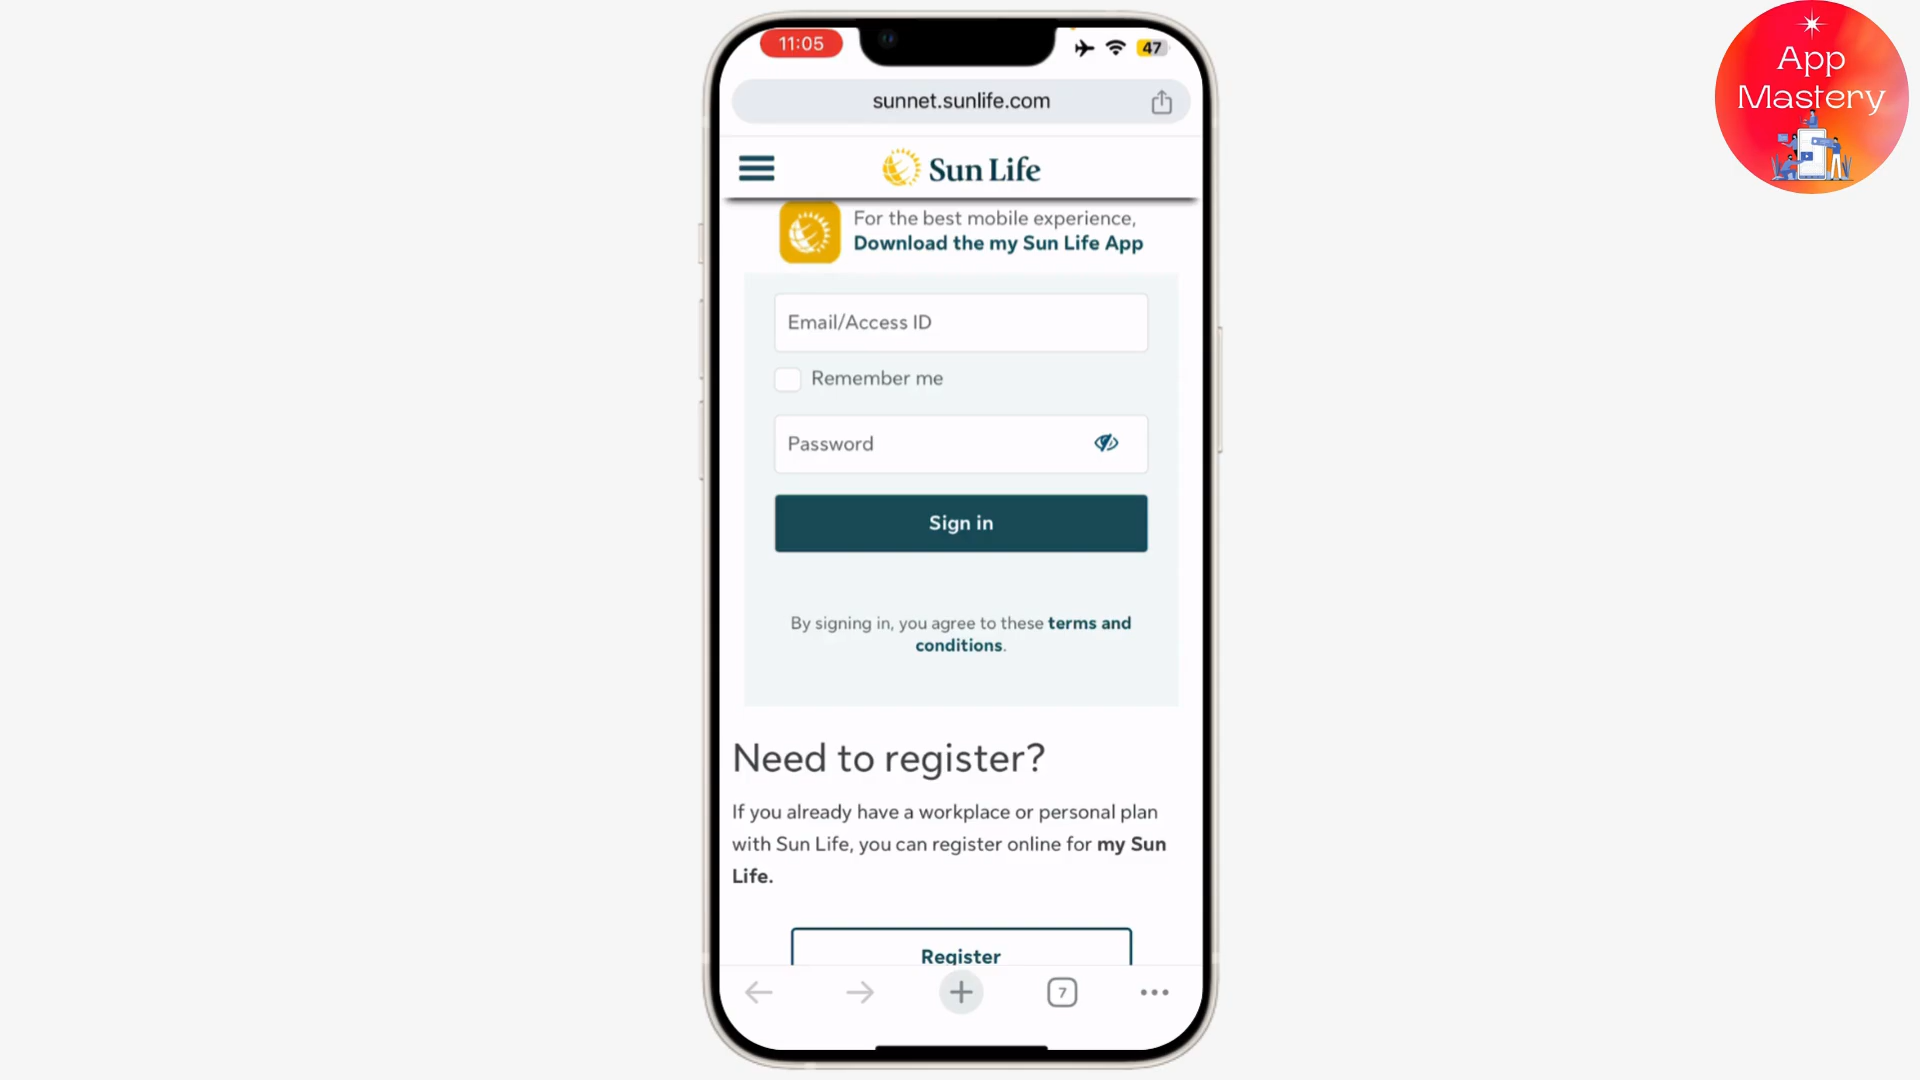 11:05
47
sunnet.sunlife.com
Sun Life
For the best mobile experience,
Download the my Sun Life App
Email/Access ID
Remember me
Password
Sign in
By signing in, you agree to these terms and
conditions.
Need to register?
If you already have a workplace or personal plan
with Sun Life, you can register online for my Sun
Life.
Register
7
App
Mastery